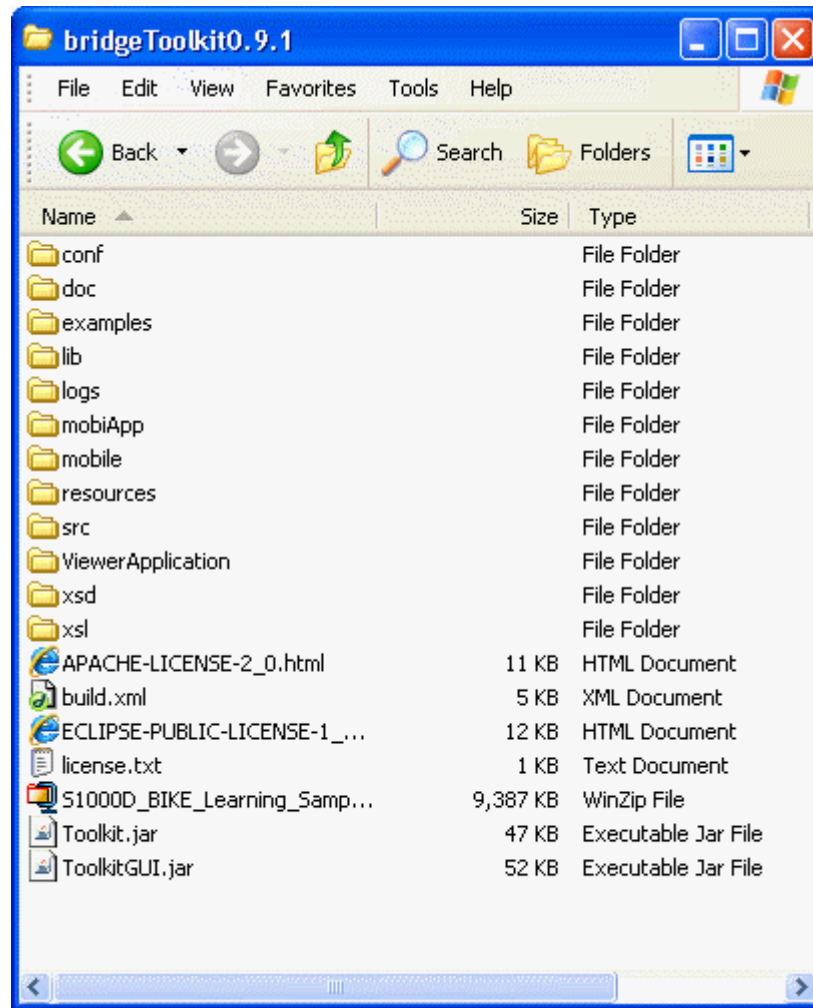 bridgeToolkit0.9.1
File Edit View Favorites Tools Help
Back Search Folders
Name Size Type
conf File Folder
doc File Folder
examples File Folder
lib File Folder
logs File Folder
mobiApp File Folder
mobile File Folder
resources File Folder
src File Folder
ViewerApplication File Folder
xsd File Folder
xsl File Folder
APACHE-LICENSE-2_0.html 11 KB HTML Document
build.xml 5 KB XML Document
ECLIPSE-PUBLIC-LICENSE-1_... 12 KB HTML Document
license.txt 1 KB Text Document
S1000D_BIKE_Learning_Samp... 9,387 KB WinZip File
Toolkit.jar 47 KB Executable Jar File
ToolkitGUI.jar 52 KB Executable Jar File